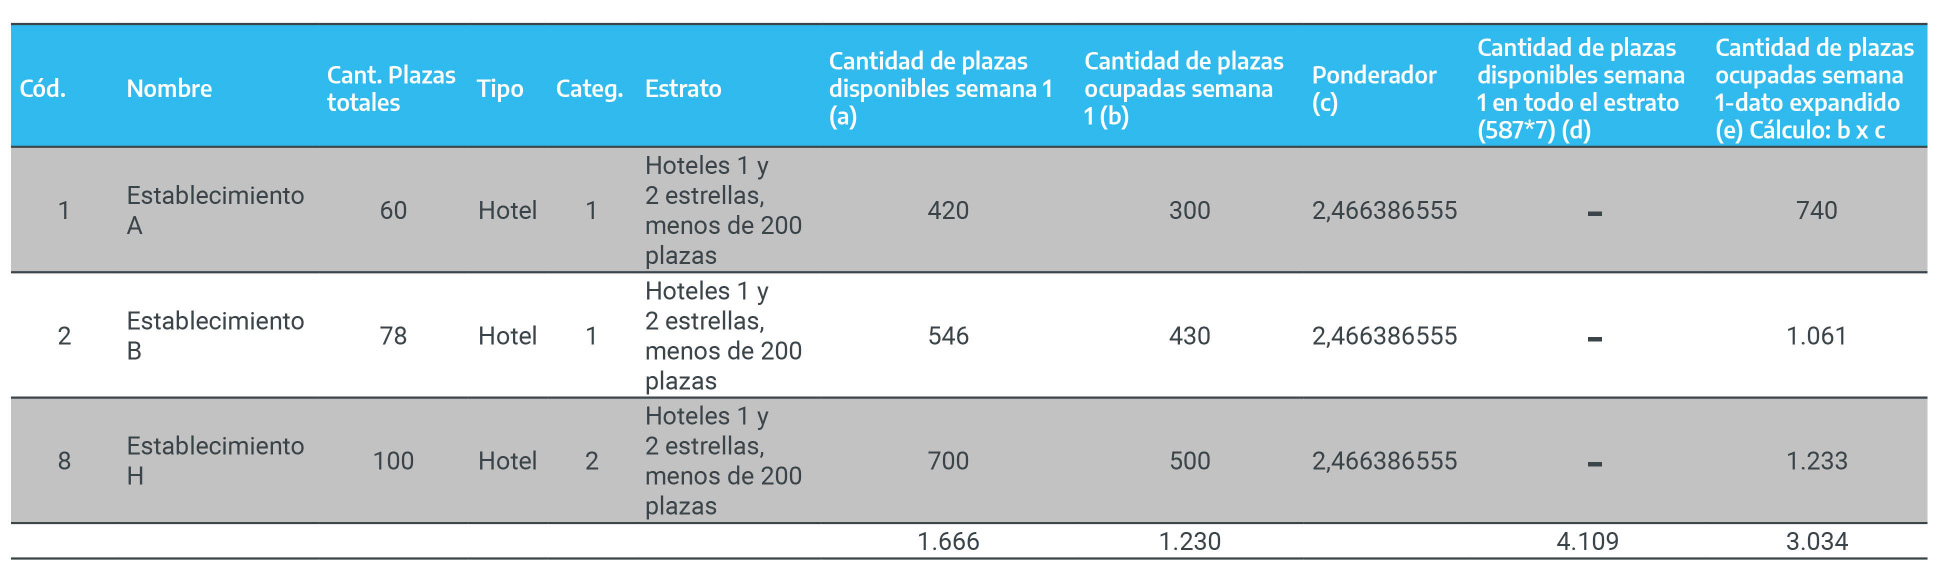 Cód.
Nombre
Cant. Plazas
totales
Tipo
Categ.
Estrato
Cantidad de plazas
disponibles semana 1
(a)
Cantidad de plazas
ocupadas semana
1 (b)
Ponderador
(c)
Cantidad de plazas
disponibles semana
1 en todo el estrato
(587*7) (d)
Cantidad de plazas
ocupadas semana
1-dato expandido
(e) Cálculo: b x c
1
Establecimiento
A
60
Hotel
1
Hoteles 1 y
2 estrellas,
menos de 200
plazas
420
300
2,466386555
-
740
2
Establecimiento
B
78
Hotel
1
Hoteles 1 y
2 estrellas,
menos de 200
plazas
546
430
2,466386555
-
1.061
8
Establecimiento
H
100
Hotel
2
Hoteles 1 y
2 estrellas,
menos de 200
plazas
700
500
2,466386555
-
1.233
1.666
1.230
4.109
3.034